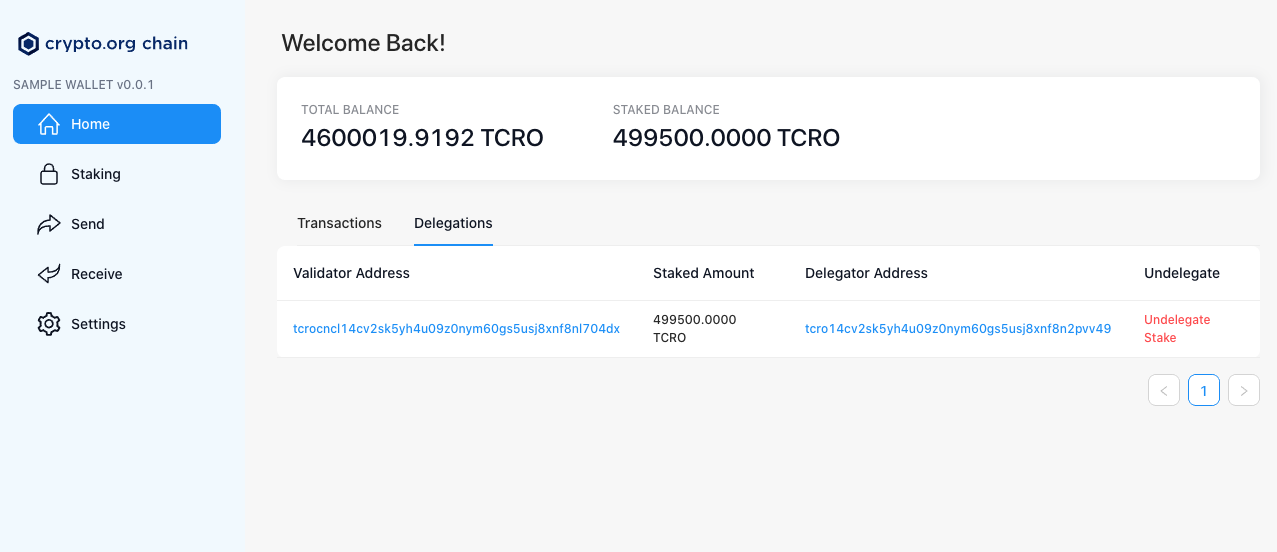 crypto.org chain
SAMPLE WALLET v0.0.1
Home
Staking
Send
Receive
Settings
Welcome Back!
TOTAL BALANCE
4600019.9192 TCRO
STAKED BALANCE
499500.0000 TCRO
Transactions Delegations
Validator Address Staked Amount Delegator Address Undelegate
tcrocncl14cv2sk5yh4u09z0nym60gs5usj8xnf8nl704dx
499500.0000
TCRO
tcro14cv2sk5yh4u09z0nym60gs5usj8xnf8n2pvv49
Undelegate
Stake
< 1 >